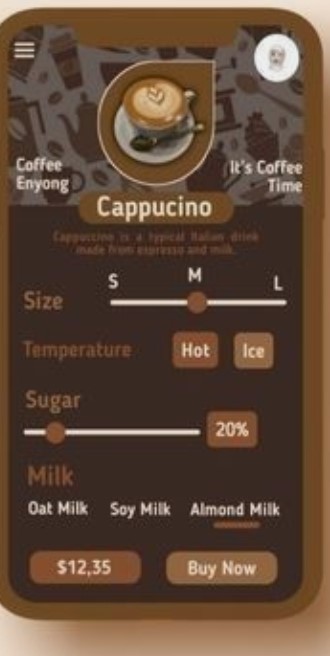 Coffee
Enyong
It's Coffee
Time
Cappucino
Cappuccino is a typical Italian drink
made from espresso and milk.
S M L
Size
Temperature Hot Ice
Sugar
20%
Milk
Oat Milk Soy Milk Almond Milk
$12,35 Buy Now